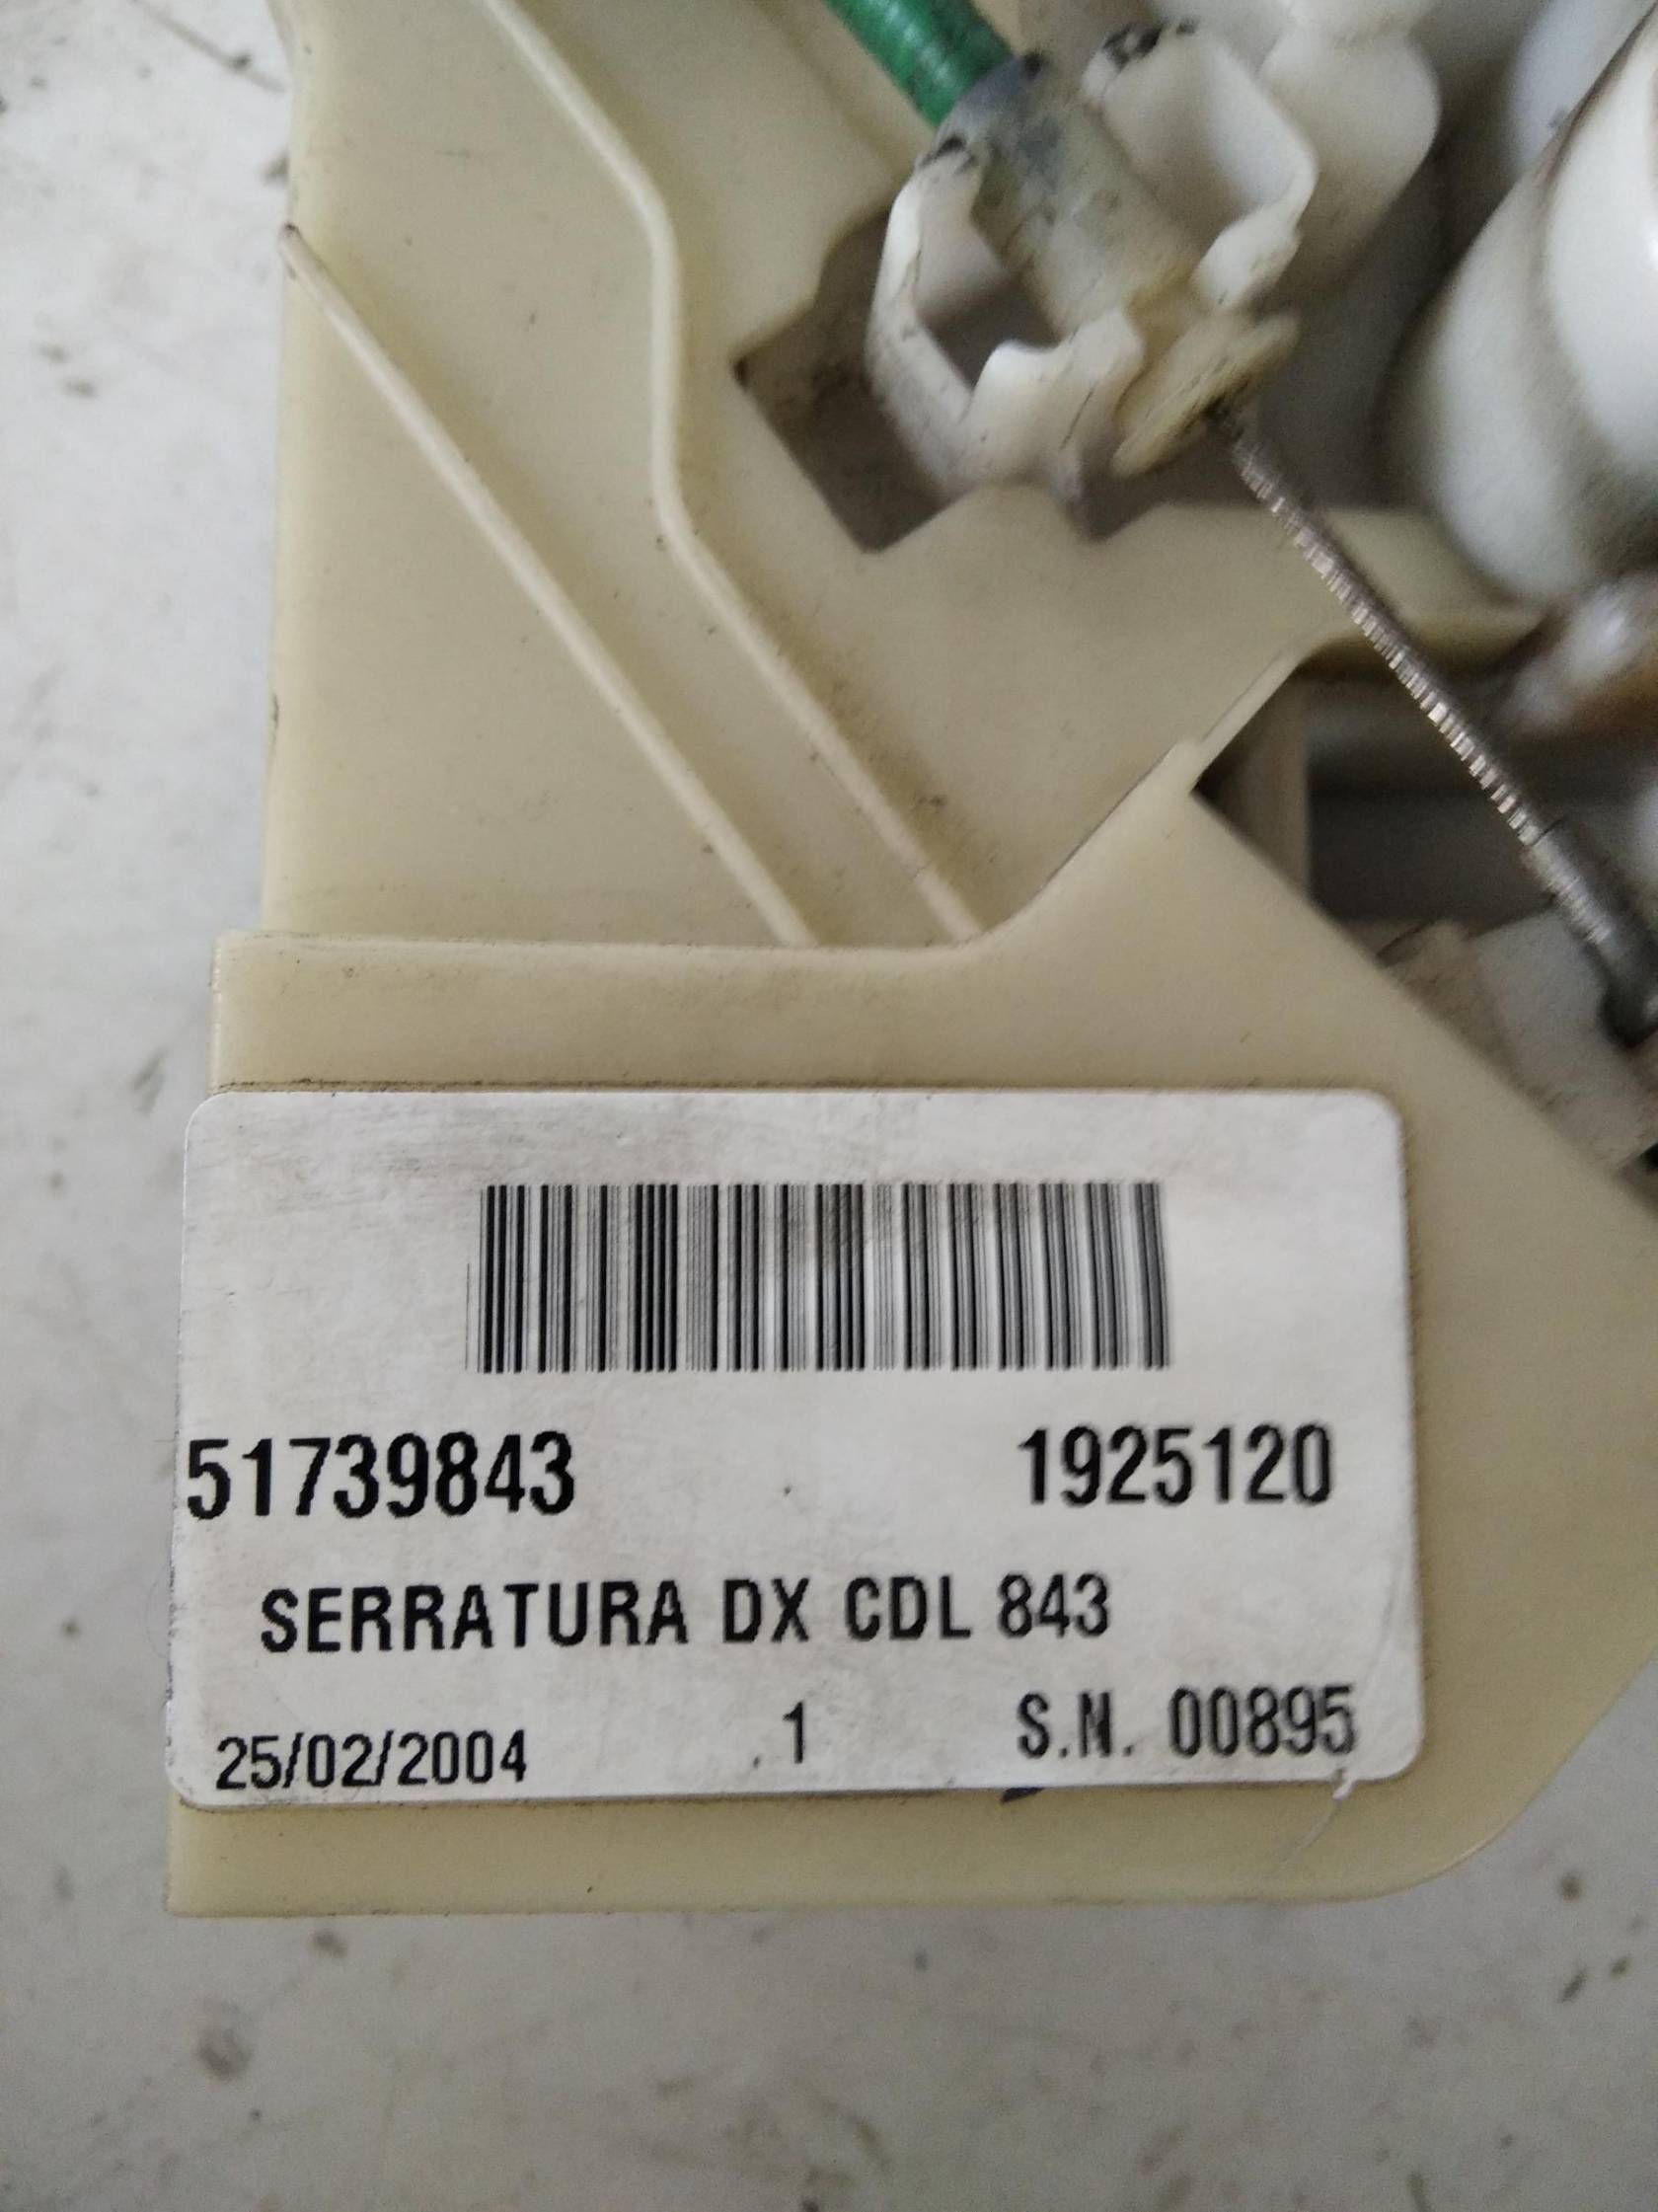 51739843 1925120
SERRATURA DX CDL 843
25/02/2004 .1 S.N. 00895